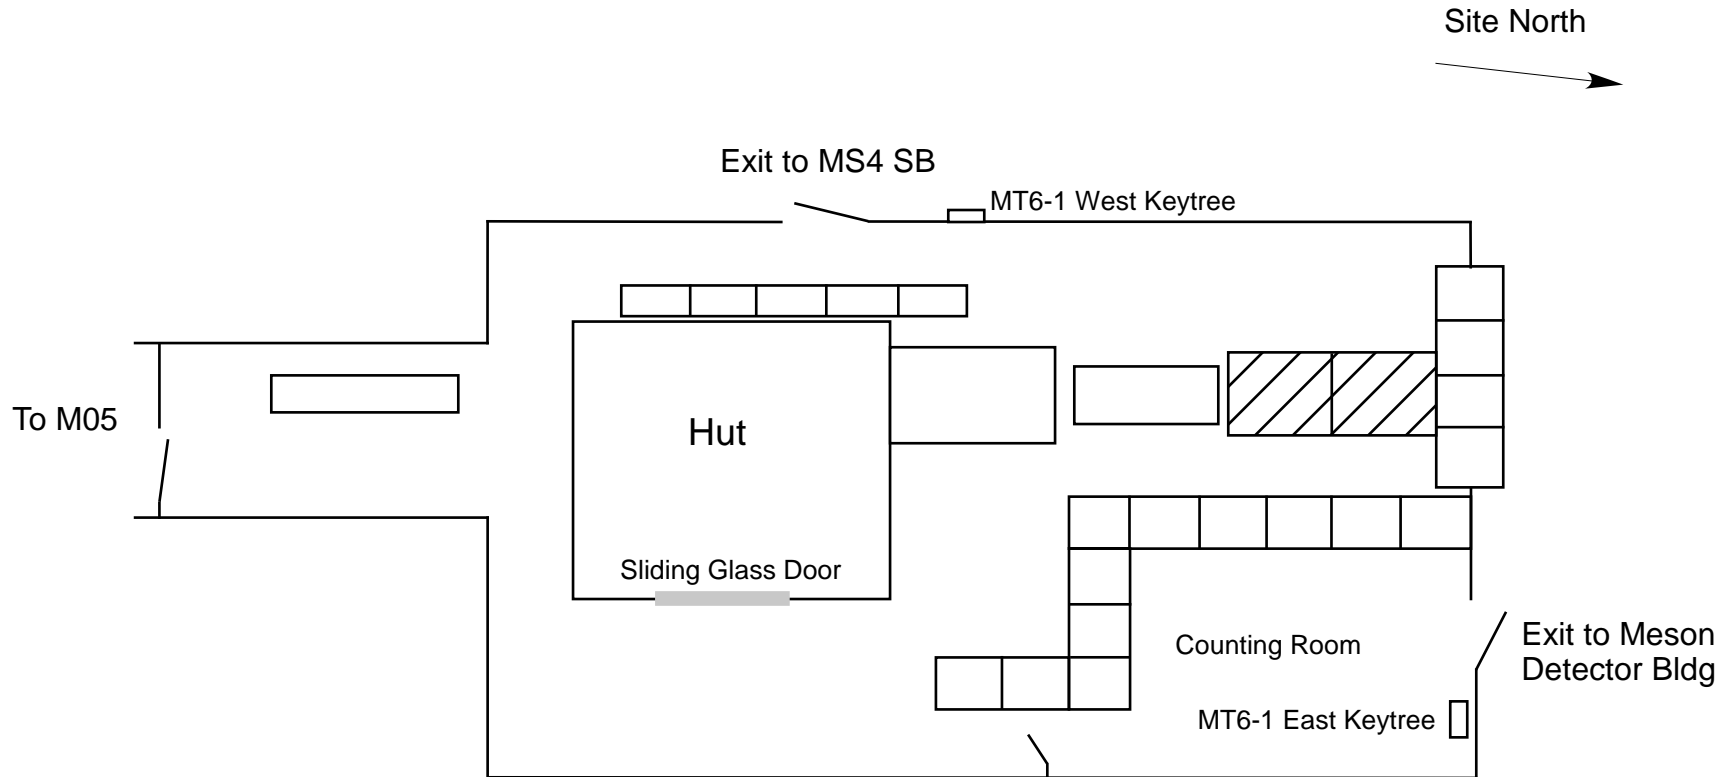 Site North
Exit to MS4 SB
MT6-1 West Keytree
To M05
Hut
Sliding Glass Door
Counting Room
Exit to Meson
Detector Bldg
MT6-1 East Keytree